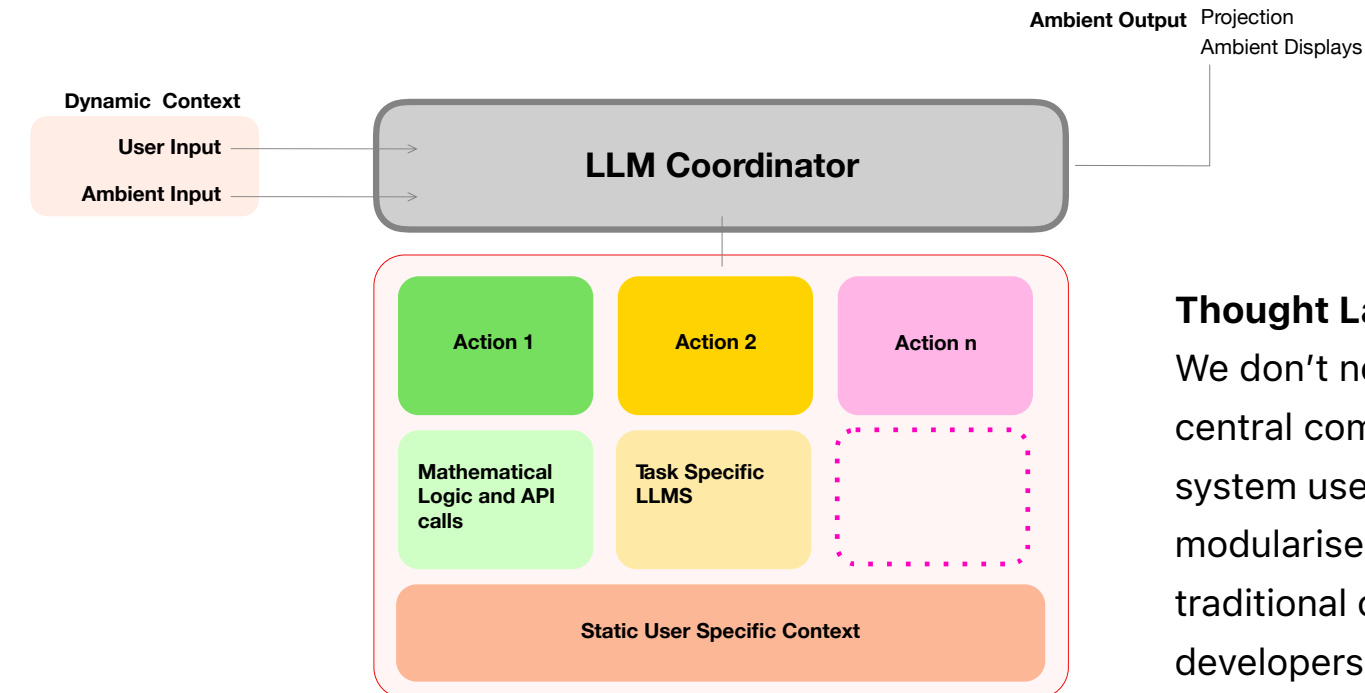 Ambient Output Projection
Ambient Displays
Dynamic Context
User Input
Ambient Input
LLM Coordinator
Action 1
Action 2
Action n
Mathematical
Logic and API
calls
Task Specific
LLMS
Static User Specific Context
Thought
We don't
central
system use
modularise
traditional
developers